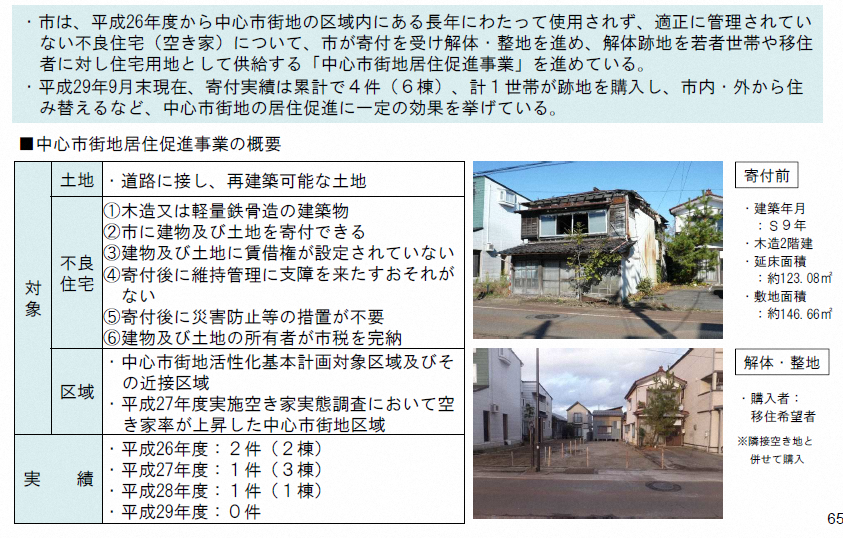 ・市は、平成26年度から中心市街地の区域内にある長年にわたって使用されず、適正に管理されてい
ない不良住宅（空き家）について、市が寄付を受け解体・整地を進め、解体跡地を若者世帯や移住
者に対し住宅用地として供給する「中心市街地居住促進事業」を進めている。
・平成29年9月末現在、寄付実績は累計で４件（６棟）、計１世帯が跡地を購入し、市内・外から住
み替えるなど、中心市街地の居住促進に一定の効果を挙げている。
■中心市街地居住促進事業の概要
対象
土地
・道路に接し、再建築可能な土地
不良
住宅
①木造又は軽量鉄骨造の建築物
②市に建物及び土地を寄付できる
③建物及び土地に賃借権が設定されていない
④寄付後に維持管理に支障を来たすおそれが
ない
⑤寄付後に災害防止等の措置が不要
⑥建物及び土地の所有者が市税を完納
区域
・中心市街地活性化基本計画対象区域及びそ
の近接区域
・平成27年度実施空き家実態調査において空
き家率が上昇した中心市街地区域
実　績
・平成26年度：２件（２棟）
・平成27年度：１件（３棟）
・平成28年度：１件（１棟）
・平成29年度：０件
寄付前
・建築年月
：Ｓ９年
・木造2階建
・延床面積
：約123.08㎡
・敷地面積
：約146.66㎡
解体・整地
・購入者：
移住希望者
※隣接空き地と
併せて購入
65